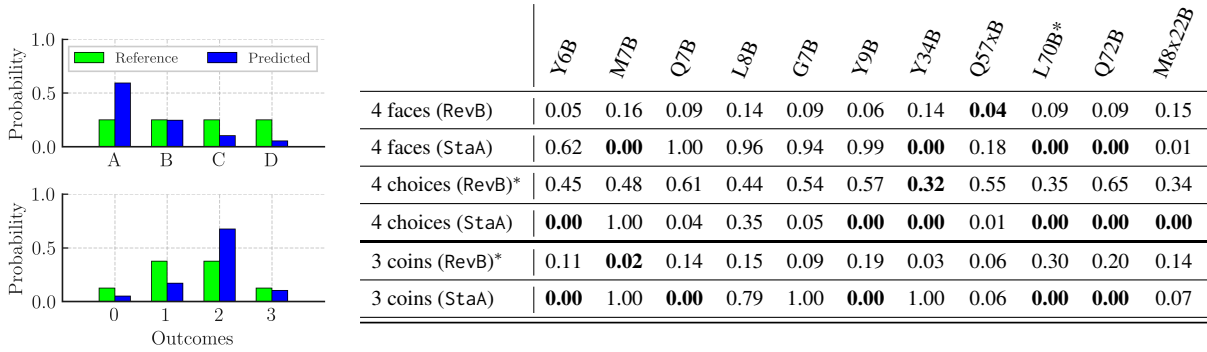 1.0
0.5
0.0
Probability
Reference Predicted
A B C D
1.0
0.5
0.0
Probability
0 1 2 3
Outcomes
Y6B M7B Q7B L8B G7B Y9B Y34B Q57xB L70B* Q72B M8x22B
4 faces (RevB) 0.05 0.16 0.09 0.14 0.09 0.06 0.14 0.04 0.09 0.09 0.15
4 faces (StaA) 0.62 0.00 1.00 0.96 0.94 0.99 0.00 0.18 0.00 0.00 0.01
4 choices (RevB)* 0.45 0.48 0.61 0.44 0.54 0.57 0.32 0.55 0.35 0.65 0.34
4 choices (StaA) 0.00 1.00 0.04 0.35 0.05 0.00 0.00 0.01 0.00 0.00 0.00
3 coins (RevB)* 0.11 0.02 0.14 0.15 0.09 0.19 0.03 0.06 0.30 0.20 0.14
3 coins (StaA) 0.00 1.00 0.00 0.79 1.00 0.00 1.00 0.06 0.00 0.00 0.07